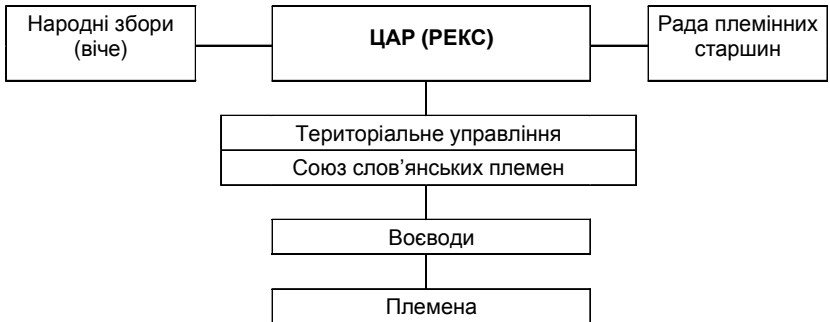 Народні збори
(віче)
ЦАР (РЕКС)
Рада племінних
старшин
Територіальне управління
Союз слов’янських племен
Воєводи
Племена